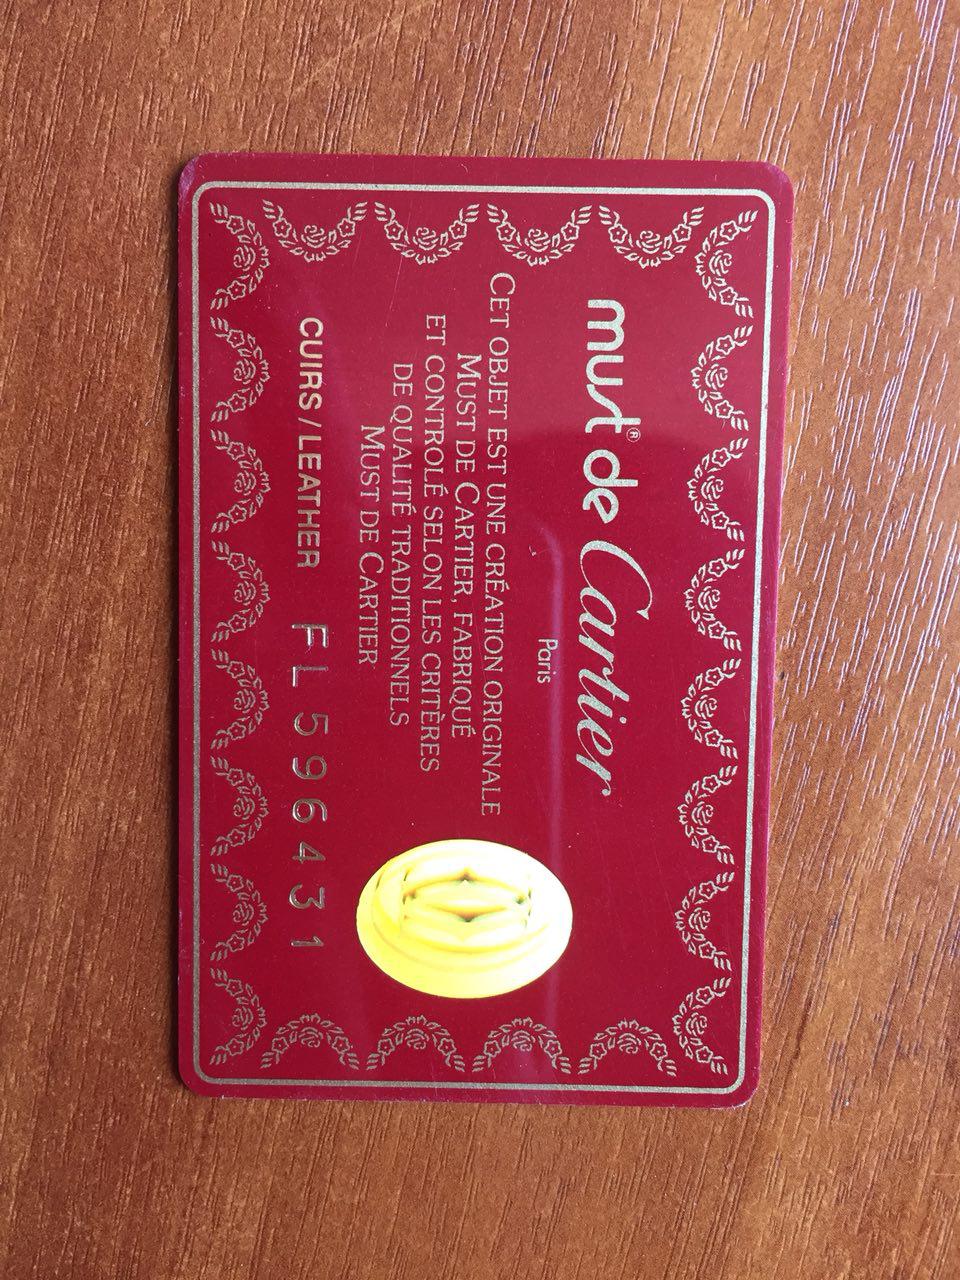 must® de Cartier
Paris
CET OBJET EST UNE CRÉATION ORIGINALE
MUST DE CARTIER, FABRIQUÉ
ET CONTROLÉ SELON LES CRITÈRES
DE QUALITÉ TRADITIONNELS
MUST DE CARTIER
CUIRS / LEATHER FL 596431